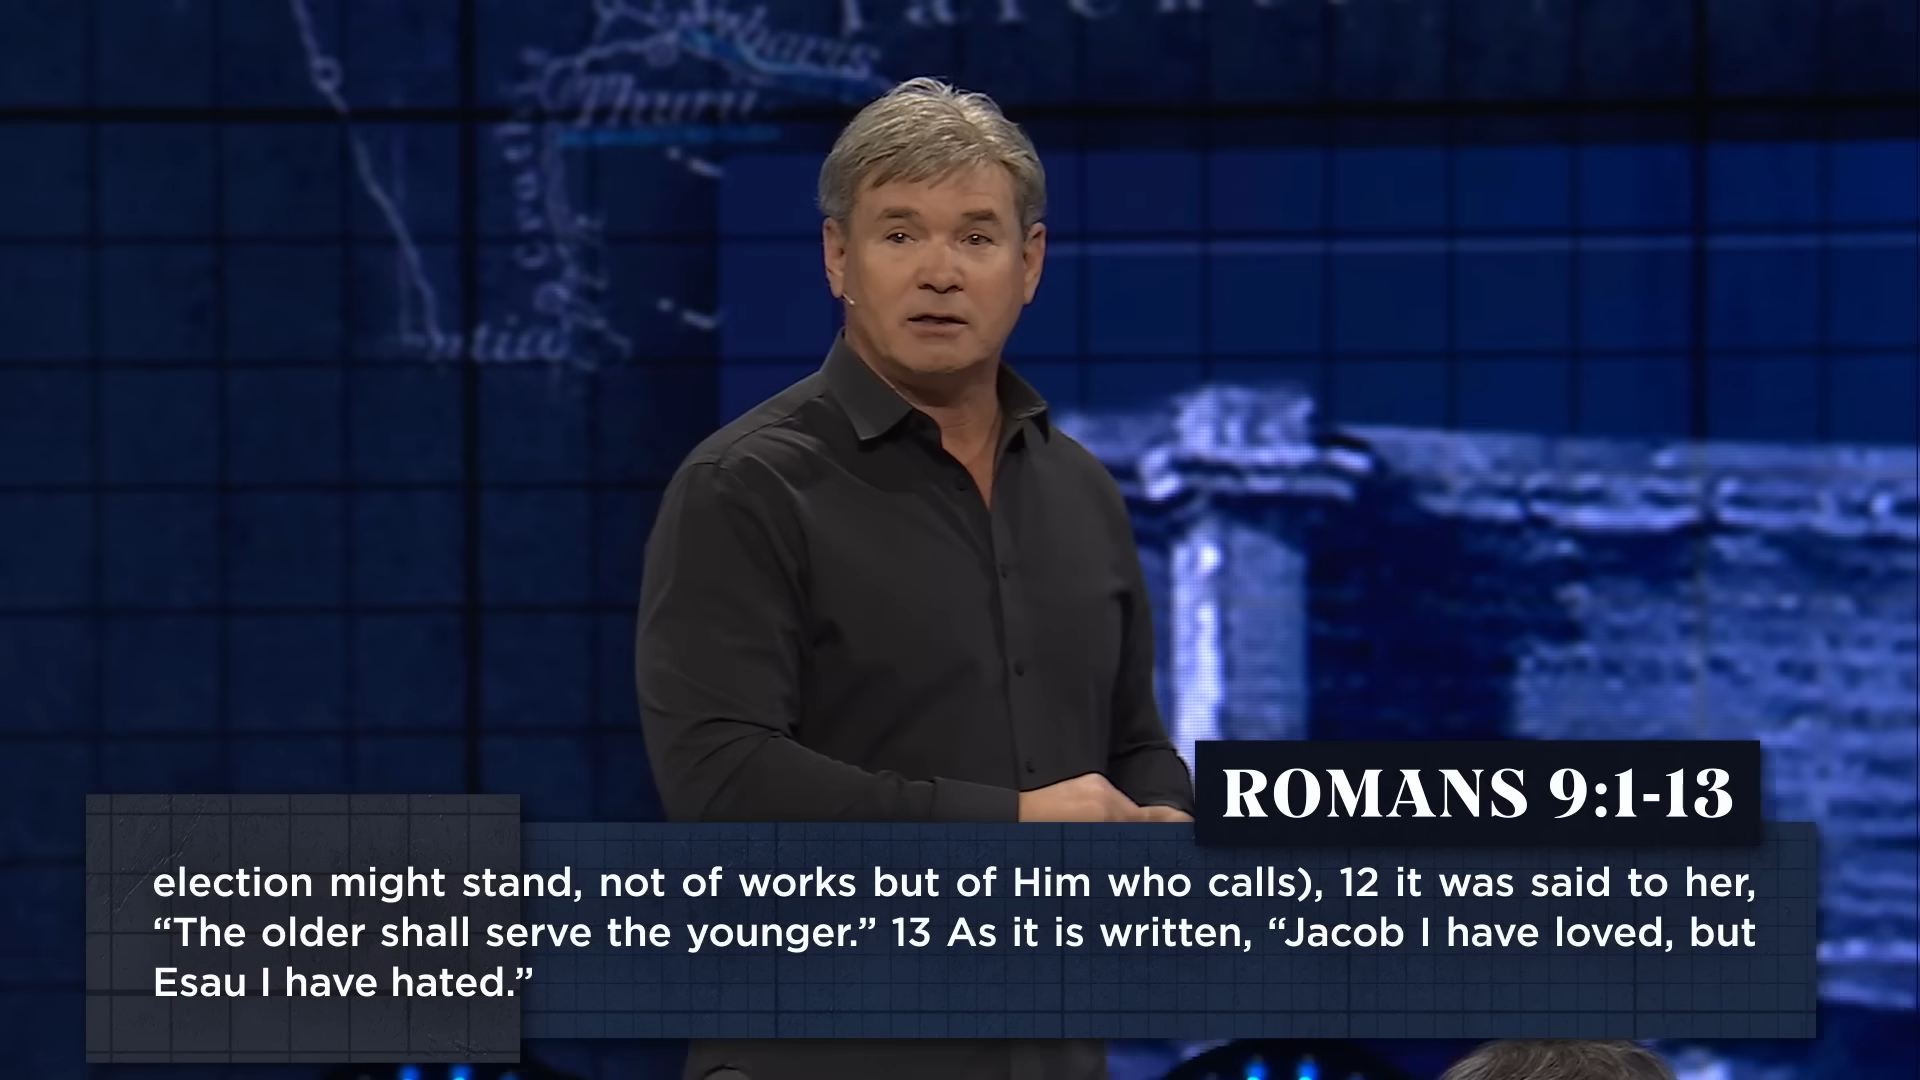 Thurii
ROMANS 9:1-13
election might stand, not of works but of Him who calls), 12 it was said to her,
“The older shall serve the younger.” 13 As it is written, “Jacob I have loved, but
Esau I have hated.”